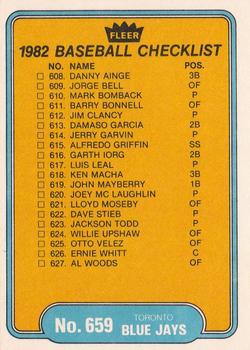 FLEER
1982 BASEBALL CHECKLIST
NO. NAME POS.
608. DANNY AINGE 3B
609. JORGE BELL OF
610. MARK BOMBACK P
611. BARRY BONNELL OF
612. JIM CLANCY P
613. DAMASO GARCIA 2B
614. JERRY GARVIN P
615. ALFREDO GRIFFIN SS
616. GARTH IORG 2B
617. LUIS LEAL P
618. KEN MACHA 3B
619. JOHN MAYBERRY 1B
620. JOEY MC LAUGHLIN P
621. LLOYD MOSEBY OF
622. DAVE STIEB P
623. JACKSON TODD P
624. WILLIE UPSHAW OF
625. OTTO VELEZ OF
626. ERNIE WHITT C
627. AL WOODS OF
No. 659
TORONTO
BLUE JAYS